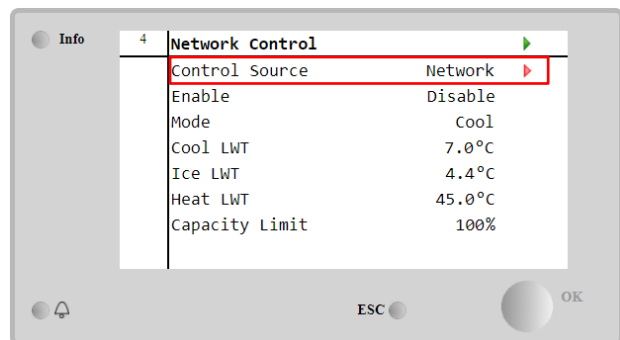 Info
4 Network Control
Control Source Network
Enable Disable
Mode Cool
Cool LWT 7.0°C
Ice LWT 4.4°C
Heat LWT 45.0°C
Capacity Limit 100%
ESC
OK